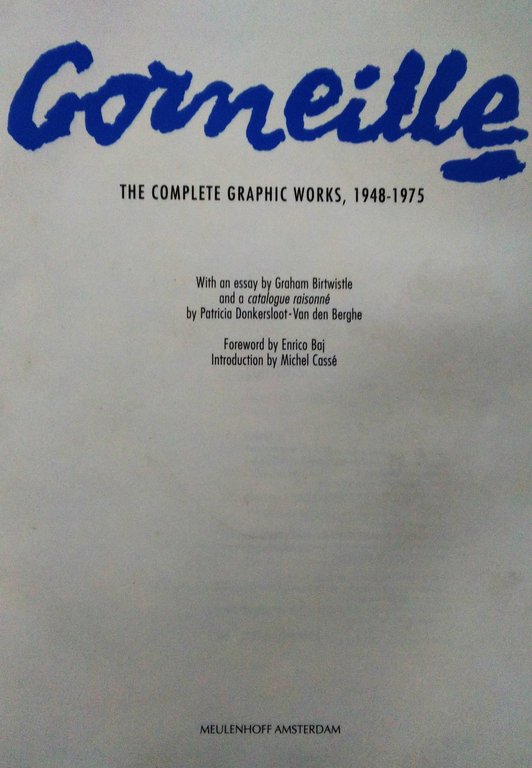 Corneille
THE COMPLETE GRAPHIC WORKS, 1948-1975
With an essay by Graham Birtwistle
and a catalogue raisonné
by Patricia Donkersloot-Van den Berghe
Foreword by Enrico Baj
Introduction by Michel Cassé
MEULENHOFF AMSTERDAM